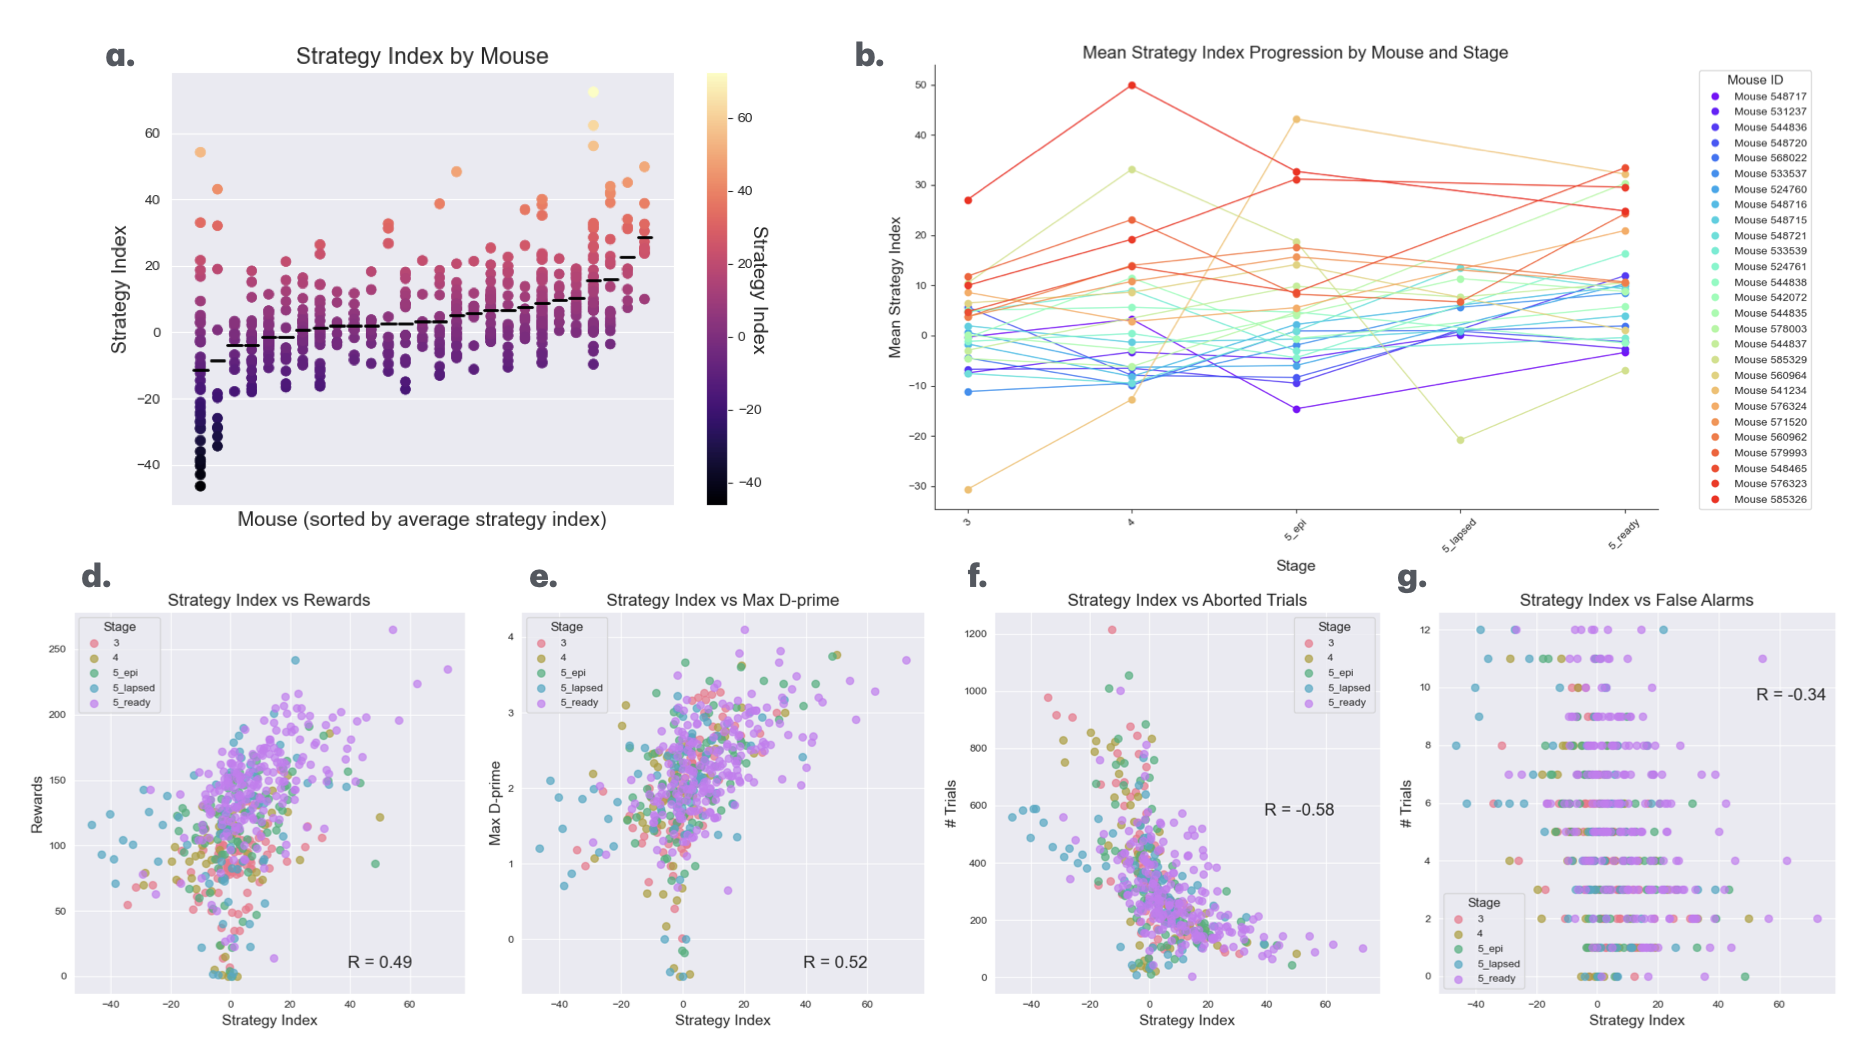 a.
Strategy Index by Mouse
Strategy Index
60
40
20
0
−20
−40
Mouse (sorted by average strategy index)
60
40
20
0
−20
−40
Strategy Index
b.
Mean Strategy Index Progression by Mouse and Stage
Mean Strategy Index
50
40
30
20
10
0
−10
−20
−30
3
4
5_epi
5_lapsed
5_ready
Stage
Mouse ID
Mouse 548717
Mouse 531237
Mouse 544836
Mouse 548720
Mouse 568022
Mouse 533537
Mouse 524760
Mouse 548716
Mouse 548715
Mouse 548721
Mouse 533539
Mouse 524761
Mouse 544838
Mouse 542072
Mouse 544835
Mouse 578003
Mouse 544837
Mouse 585329
Mouse 560964
Mouse 541234
Mouse 576324
Mouse 571520
Mouse 560962
Mouse 579993
Mouse 548465
Mouse 576323
Mouse 585326
d.
Strategy Index vs Rewards
Stage
3
4
5_epi
5_lapsed
5_ready
Rewards
250
200
150
100
50
0
R = 0.49
−40
−20
0
20
40
60
Strategy Index
e.
Strategy Index vs Max D-prime
Stage
3
4
5_epi
5_lapsed
5_ready
Max D-prime
4
3
2
1
0
R = 0.52
−40
−20
0
20
40
60
Strategy Index
f.
Strategy Index vs Aborted Trials
Stage
3
4
5_epi
5_lapsed
5_ready
# Trials
1200
1000
800
600
400
200
0
R = -0.58
−40
−20
0
20
40
60
Strategy Index
g.
Strategy Index vs False Alarms
# Trials
12
10
8
6
4
2
0
R = -0.34
Stage
3
4
5_epi
5_lapsed
5_ready
−40
−20
0
20
40
60
Strategy Index